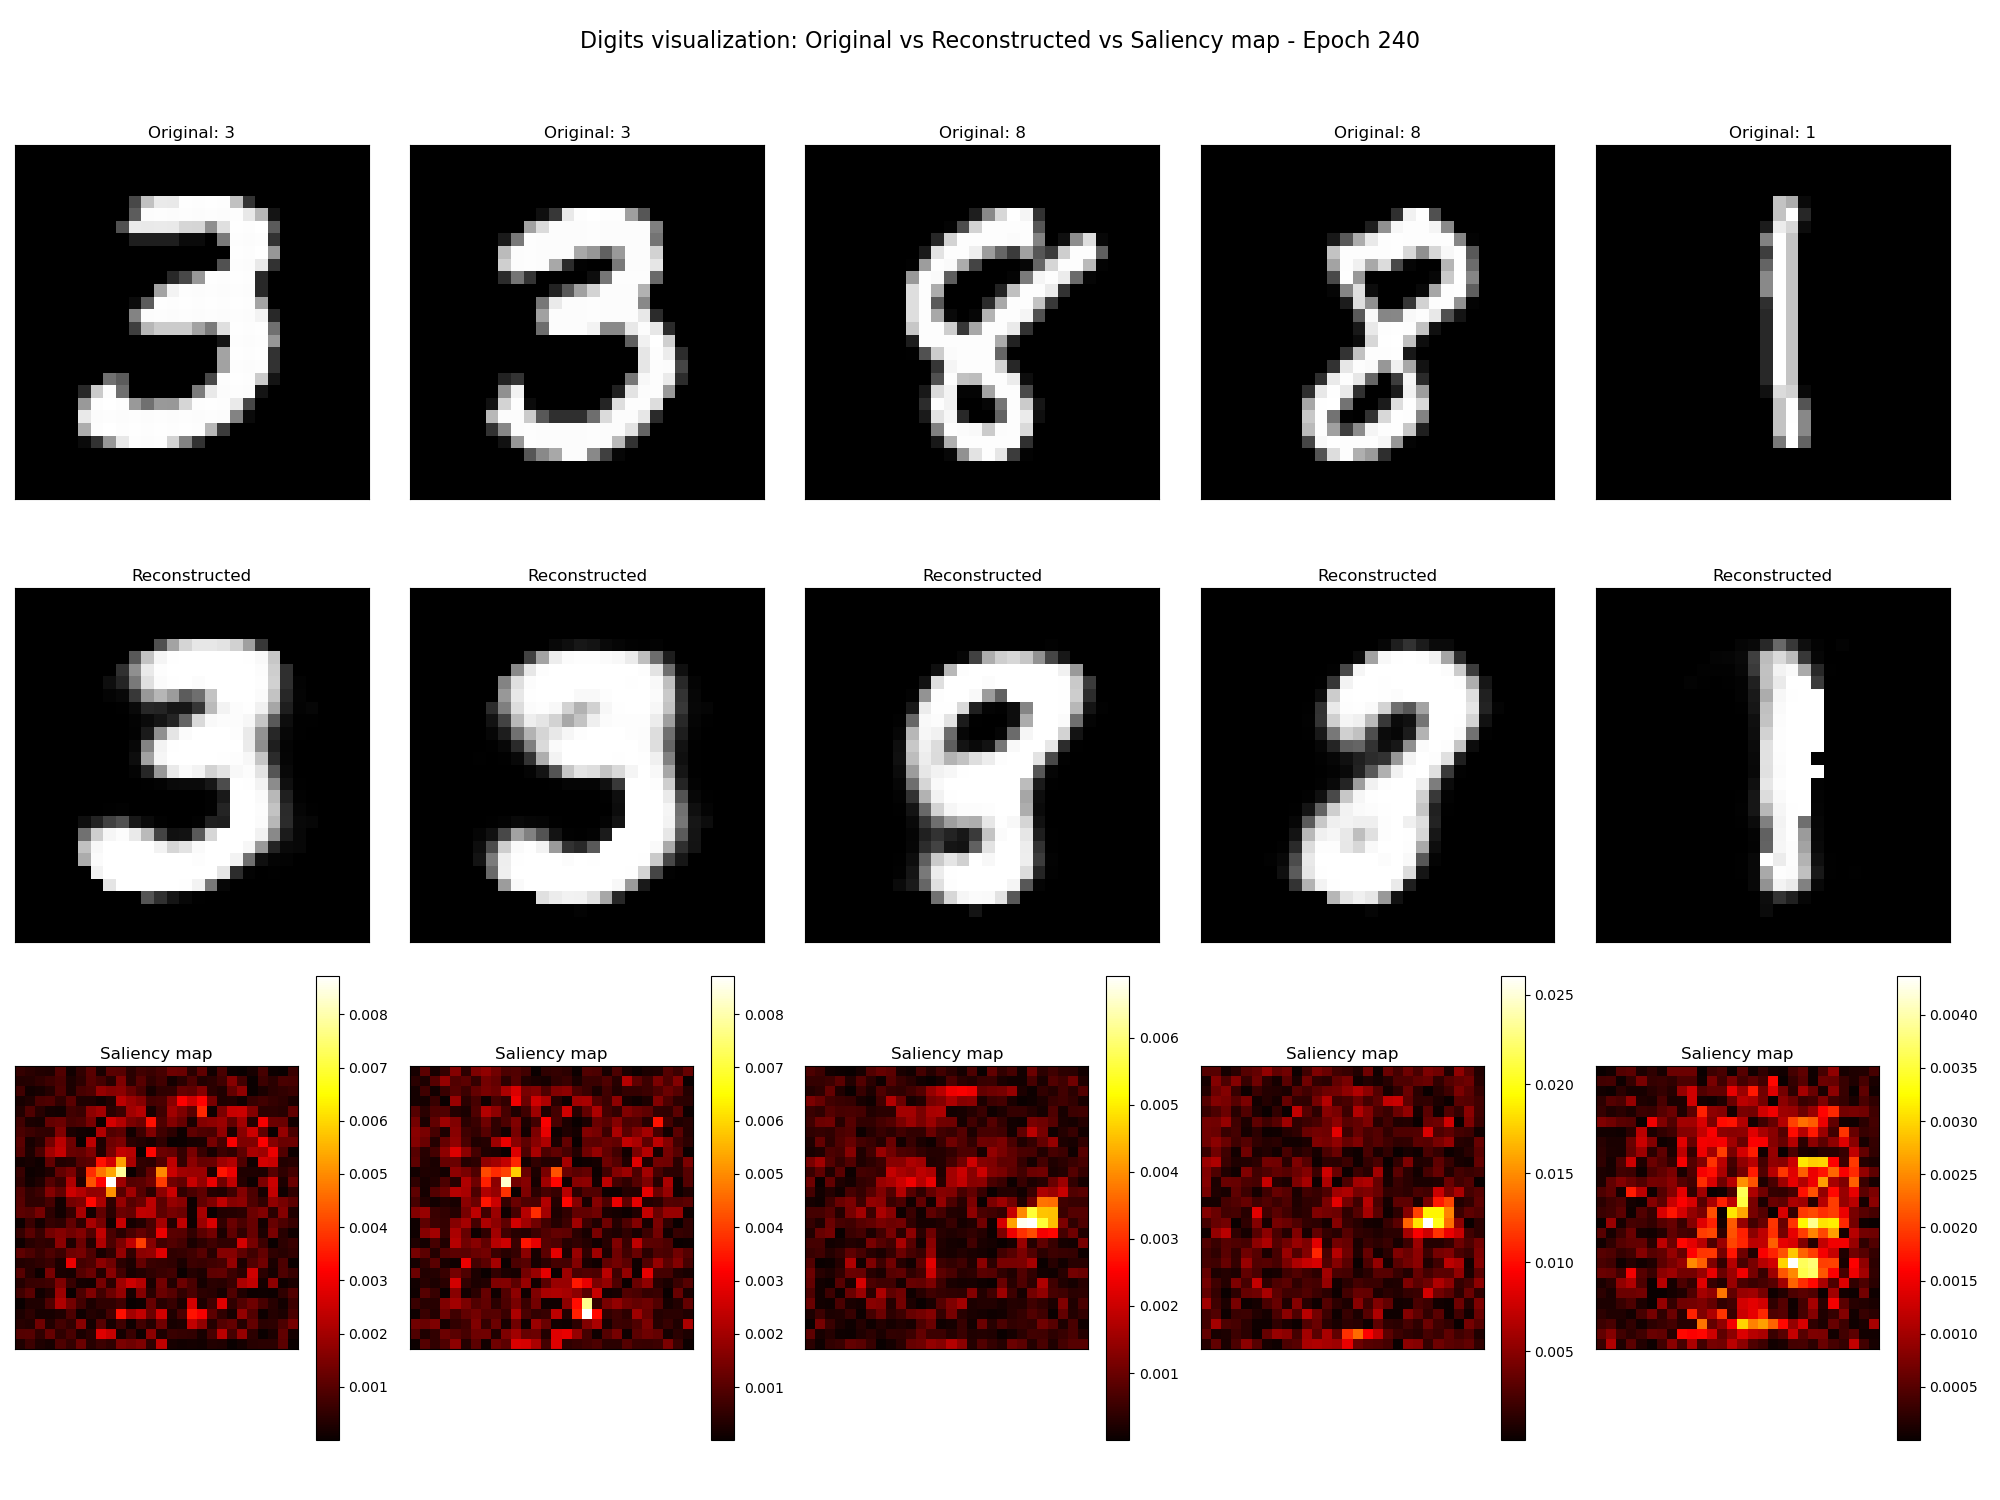 Digits visualization: Original vs Reconstructed vs Saliency map - Epoch 240
Original: 3
Original: 3
Original: 8
Original: 8
Original: 1
Reconstructed
Reconstructed
Reconstructed
Reconstructed
Reconstructed
Saliency map
0.008
0.007
0.006
0.005
0.004
0.003
0.002
0.001
Saliency map
0.008
0.007
0.006
0.005
0.004
0.003
0.002
0.001
Saliency map
0.006
0.005
0.004
0.003
0.002
0.001
Saliency map
0.025
0.020
0.015
0.010
0.005
Saliency map
0.0040
0.0035
0.0030
0.0025
0.0020
0.0015
0.0010
0.0005